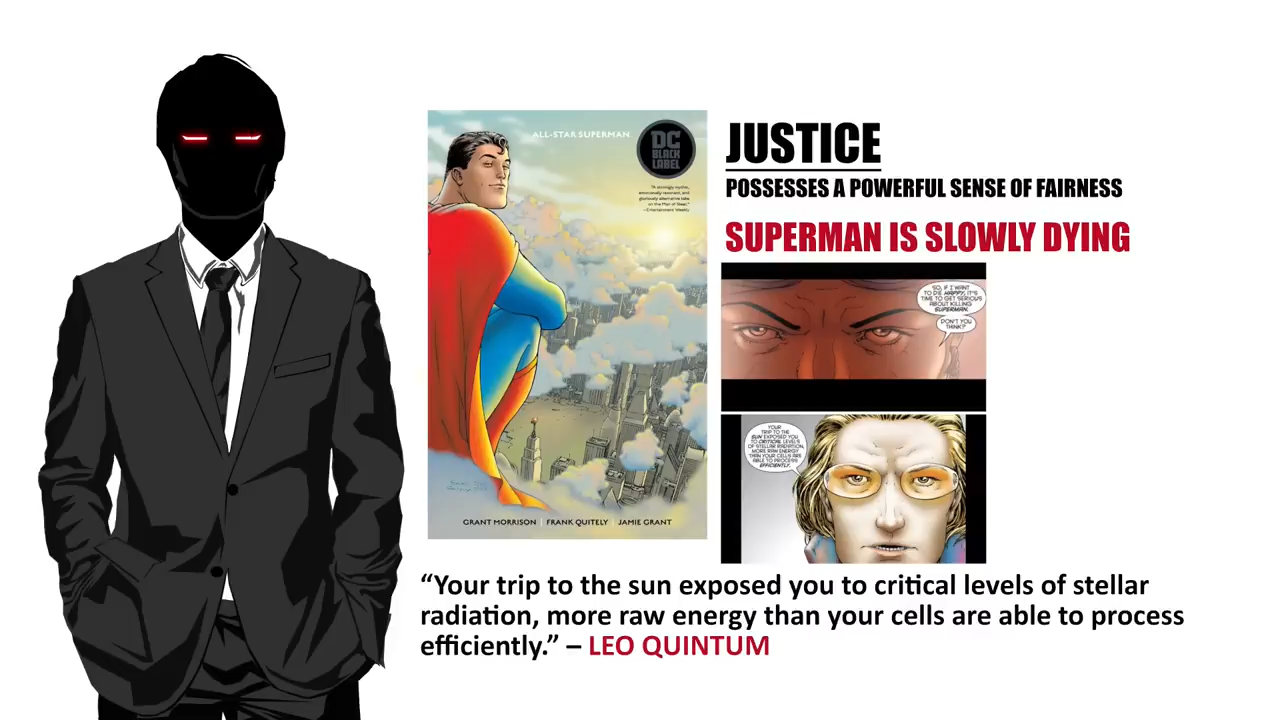 ALL-STAR SUPERMAN
DC
BLACK
LABEL
"A strongly mythic,
emotionally resonant, and
gloriously alternative take
on the Man of Steel."
—Entertainment Weekly
GRANT MORRISON | FRANK QUITELY | JAMIE GRANT
JUSTICE
POSSESSES A POWERFUL SENSE OF FAIRNESS
SUPERMAN IS SLOWLY DYING
SO, IF I WANT
TO DIE HAPPY, IT'S
TIME TO GET SERIOUS
ABOUT KILLING
SUPERMAN.
DON'T YOU
THINK?
YOUR
TRIP TO THE
SUN EXPOSED YOU
TO CRITICAL LEVELS
OF STELLAR RADIATION,
MORE RAW ENERGY
THAN YOUR CELLS ARE
ABLE TO PROCESS
EFFICIENTLY.
“Your trip to the sun exposed you to critical levels of stellar
radiation, more raw energy than your cells are able to process
efficiently.” – LEO QUINTUM